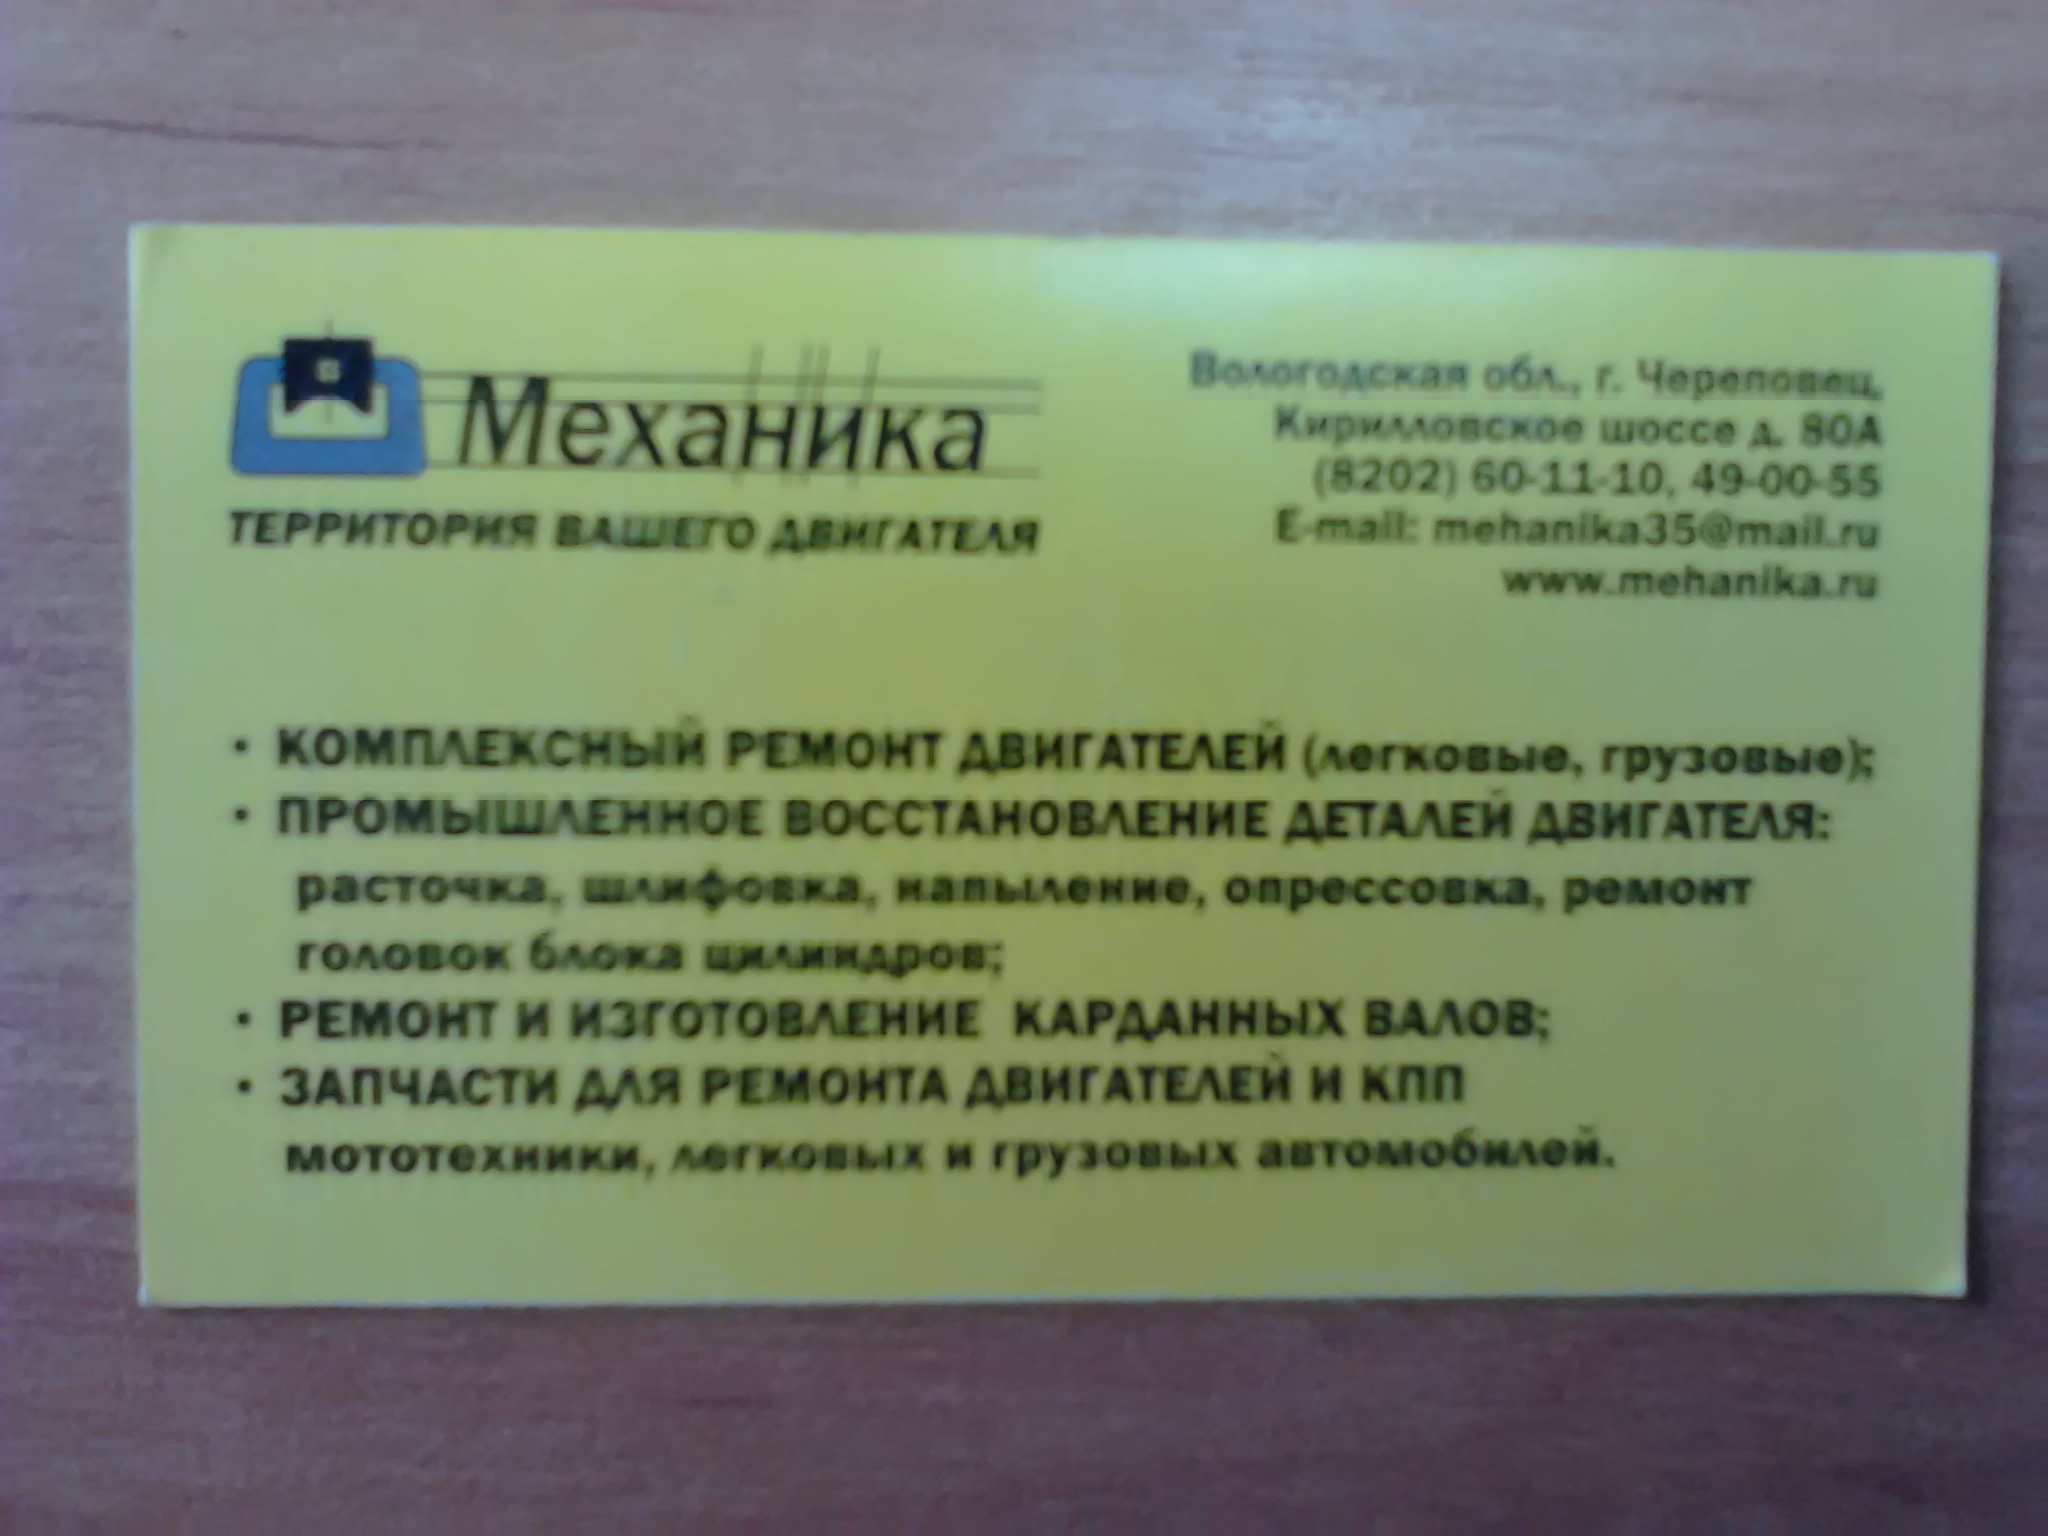 Механика
ТЕРРИТОРИЯ ВАШЕГО ДВИГАТЕЛЯ
Вологодская обл., г. Череповец,
Кирилловское шоссе д. 80А
(8202) 60-11-10, 49-00-55
E-mail: mehanika35@mail.ru
www.mehanika.ru
• КОМПЛЕКСНЫЙ РЕМОНТ ДВИГАТЕЛЕЙ (легковые, грузовые);
• ПРОМЫШЛЕННОЕ ВОССТАНОВЛЕНИЕ ДЕТАЛЕЙ ДВИГАТЕЛЯ:
расточка, шлифовка, напыление, опрессовка, ремонт
головок блока цилиндров;
• РЕМОНТ И ИЗГОТОВЛЕНИЕ КАРДАННЫХ ВАЛОВ;
• ЗАПЧАСТИ ДЛЯ РЕМОНТА ДВИГАТЕЛЕЙ И КПП
мототехники, легковых и грузовых автомобилей.